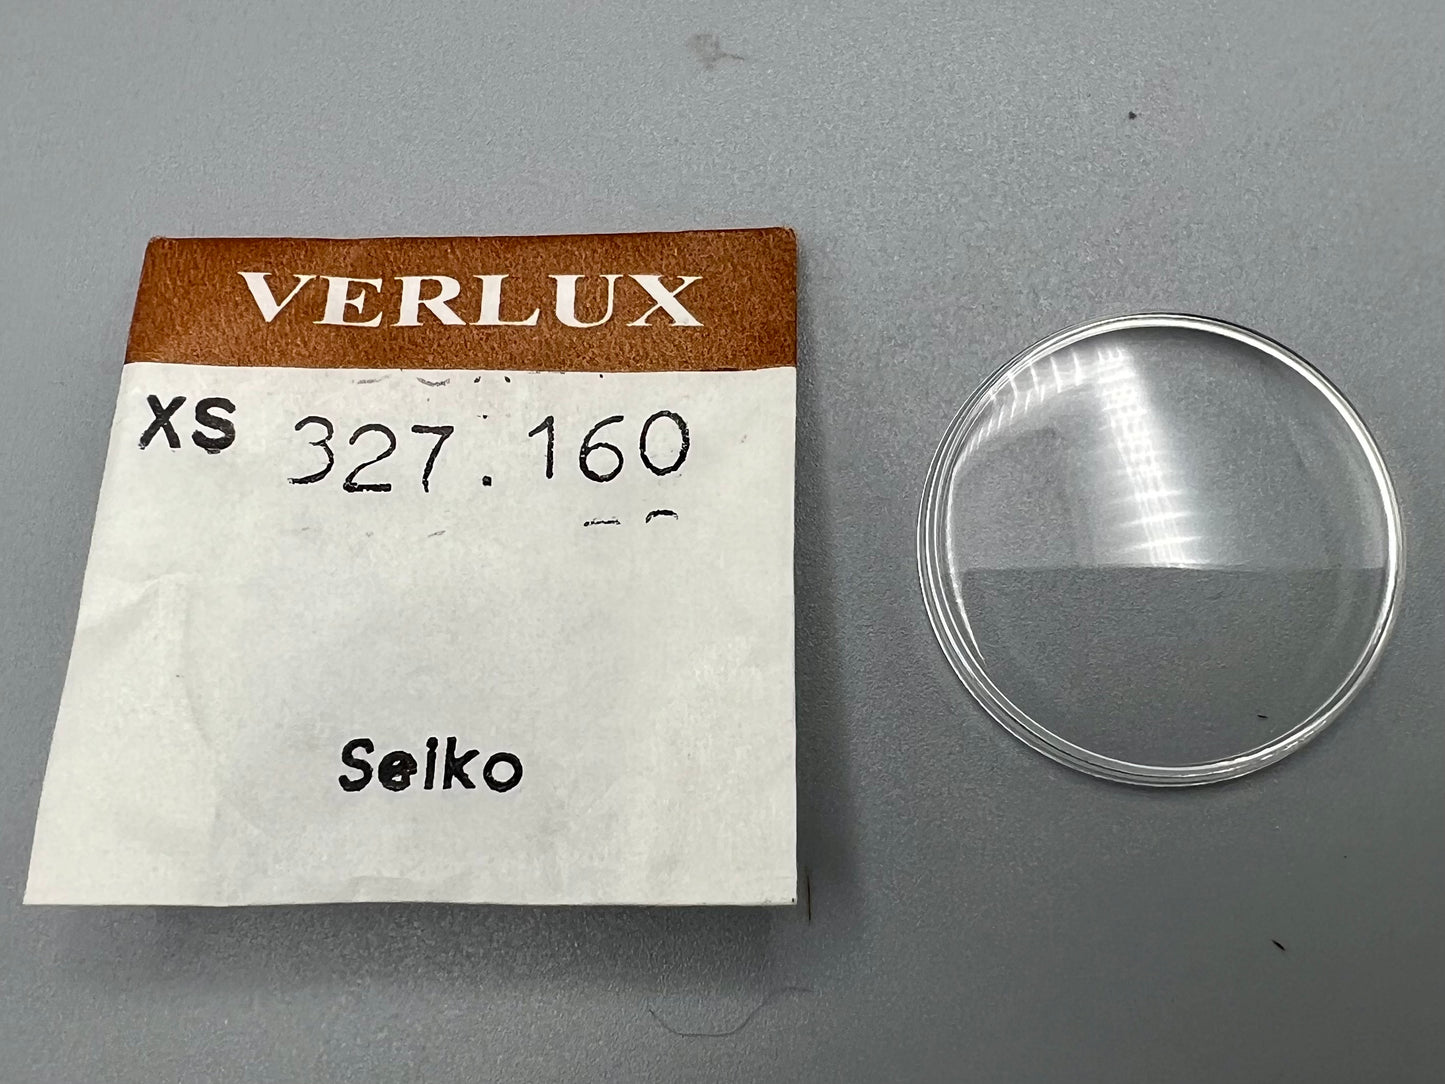 VERLUX
XS 327.160
Seiko